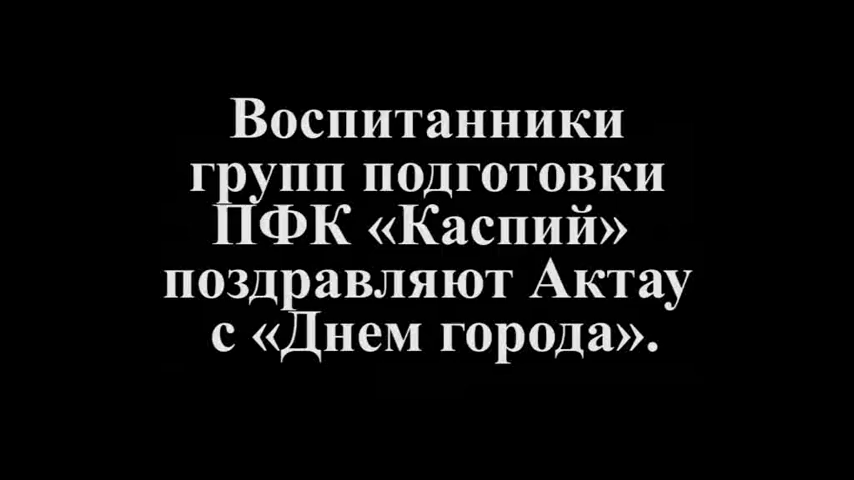 Воспитанники
групп подготовки
ПФК «Каспий»
поздравляют Актау
с «Днем города».